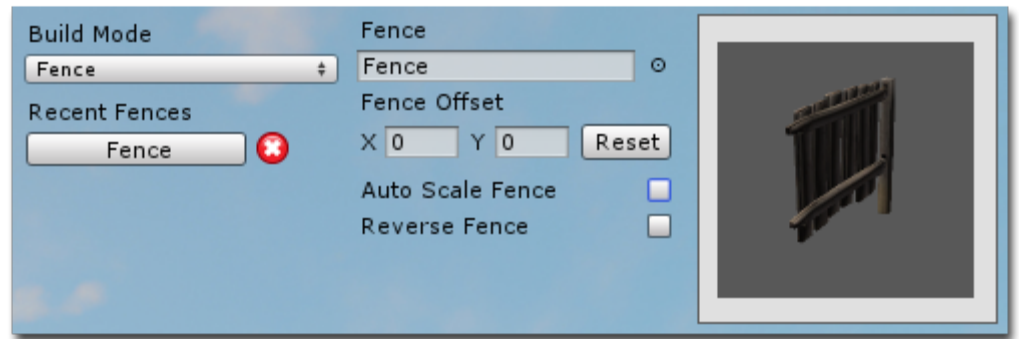 Build Mode
Fence
Recent Fences
Fence
Fence
Fence
Fence Offset
X 0 Y 0 Reset
Auto Scale Fence
Reverse Fence